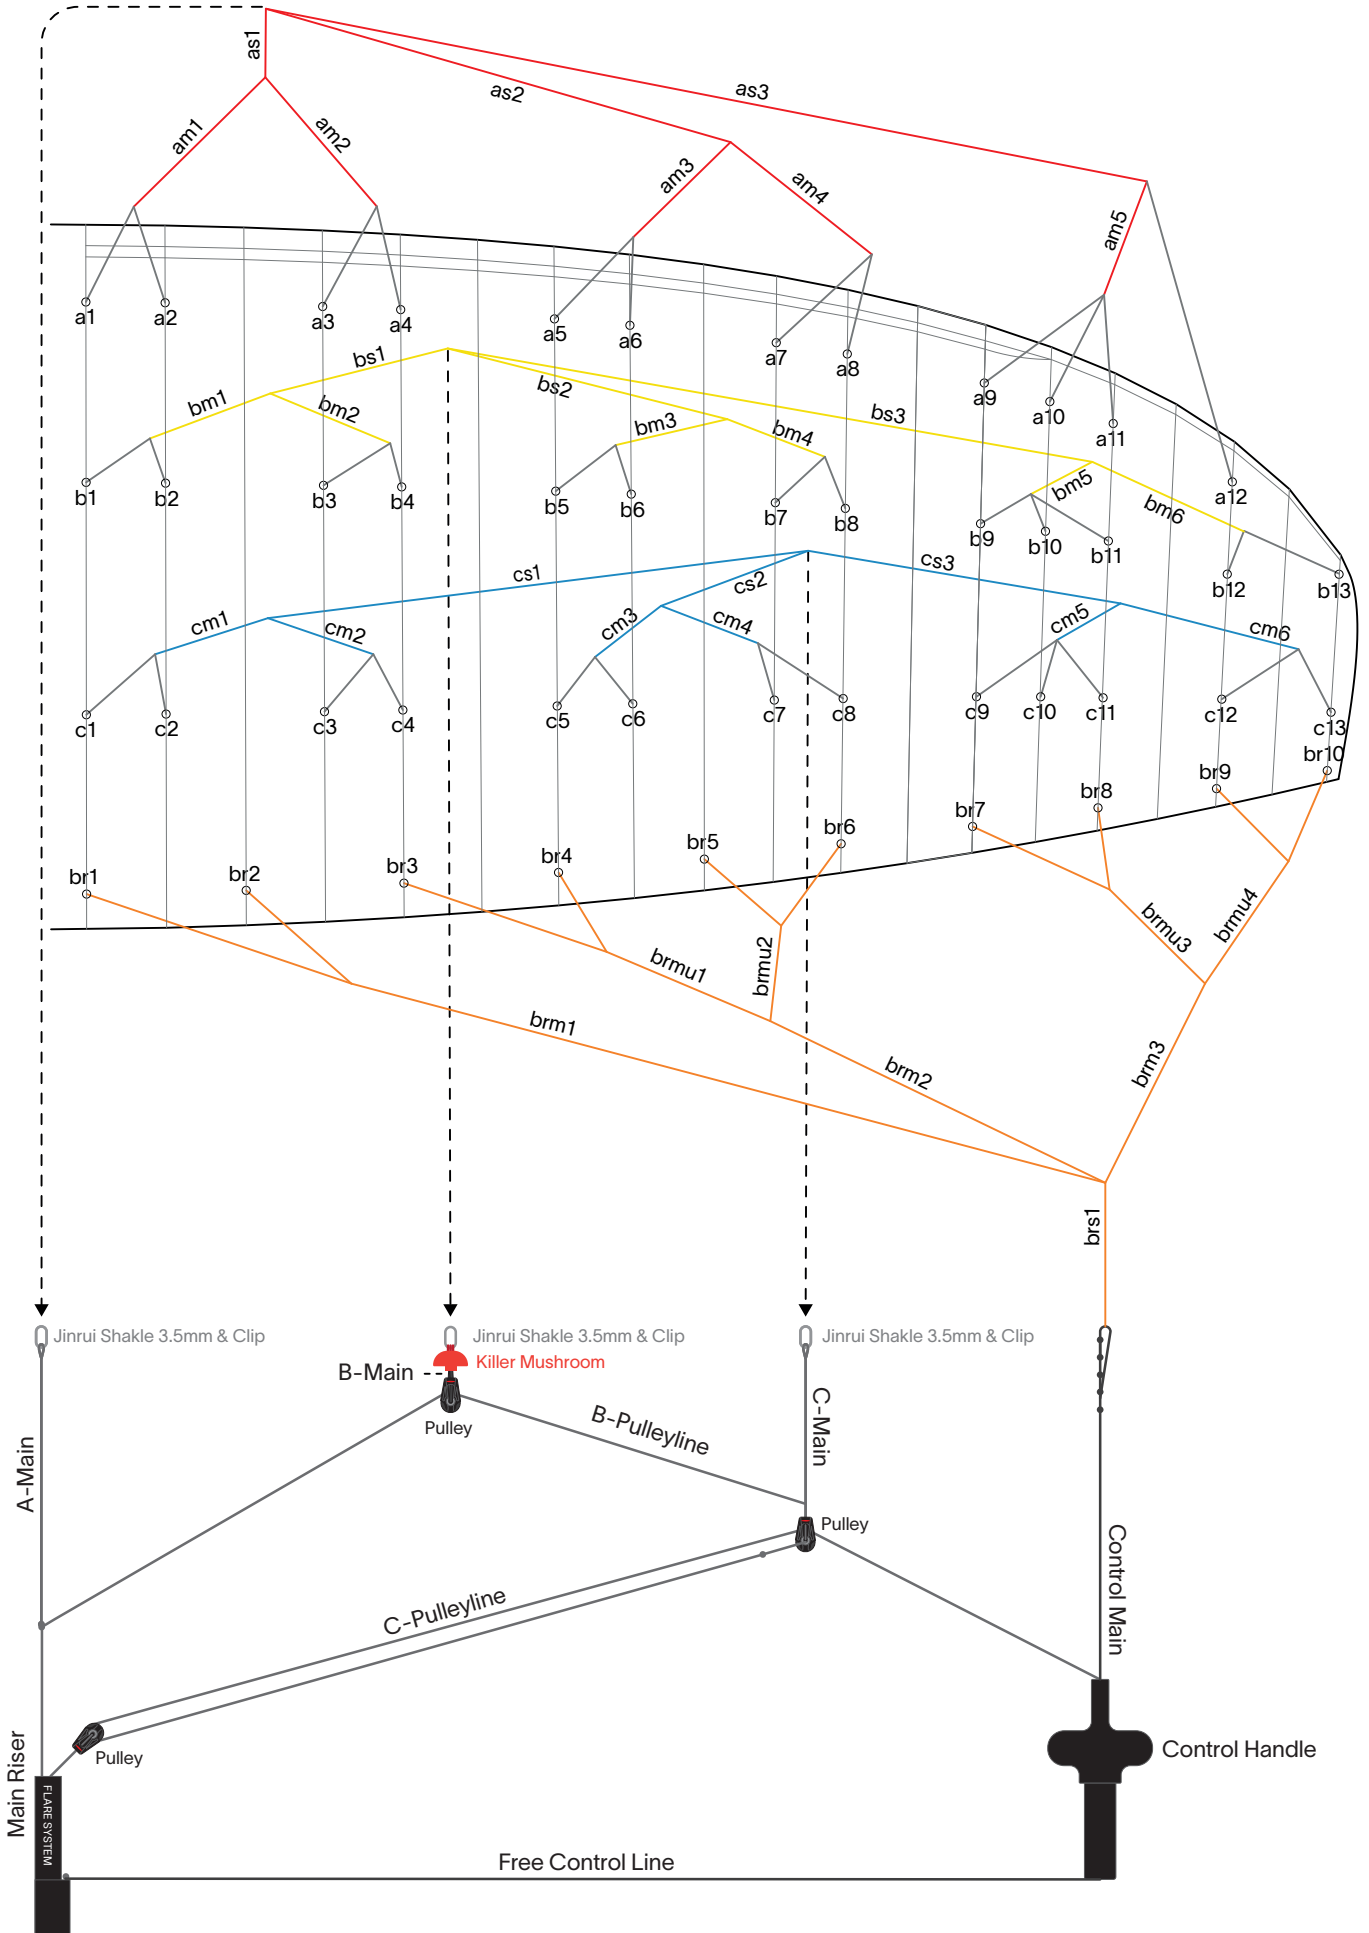 as1
as2
as3
am1
am2
am3
am4
am5
a1
a2
a3
a4
a5
a6
a7
a8
a9
a10
a11
a12
bs1
bs2
bs3
bm1
bm2
bm3
bm4
bm5
bm6
b1
b2
b3
b4
b5
b6
b7
b8
b9
b10
b11
b12
b13
cs1
cs2
cs3
cm1
cm2
cm3
cm4
cm5
cm6
c1
c2
c3
c4
c5
c6
c7
c8
c9
c10
c11
c12
c13
br1
br2
br3
br4
br5
br6
br7
br8
br9
br10
brmu1
brmu2
brmu3
brmu4
brm1
brm2
brm3
brs1
Jinrui Shakle 3.5mm & Clip
Jinrui Shakle 3.5mm & Clip
Jinrui Shakle 3.5mm & Clip
Killer Mushroom
B-Main
Pulley
B-Pulleyline
C-Main
A-Main
Pulley
Control Main
C-Pulleyline
Pulley
Main Riser
FLARE SYSTEM
Control Handle
Free Control Line